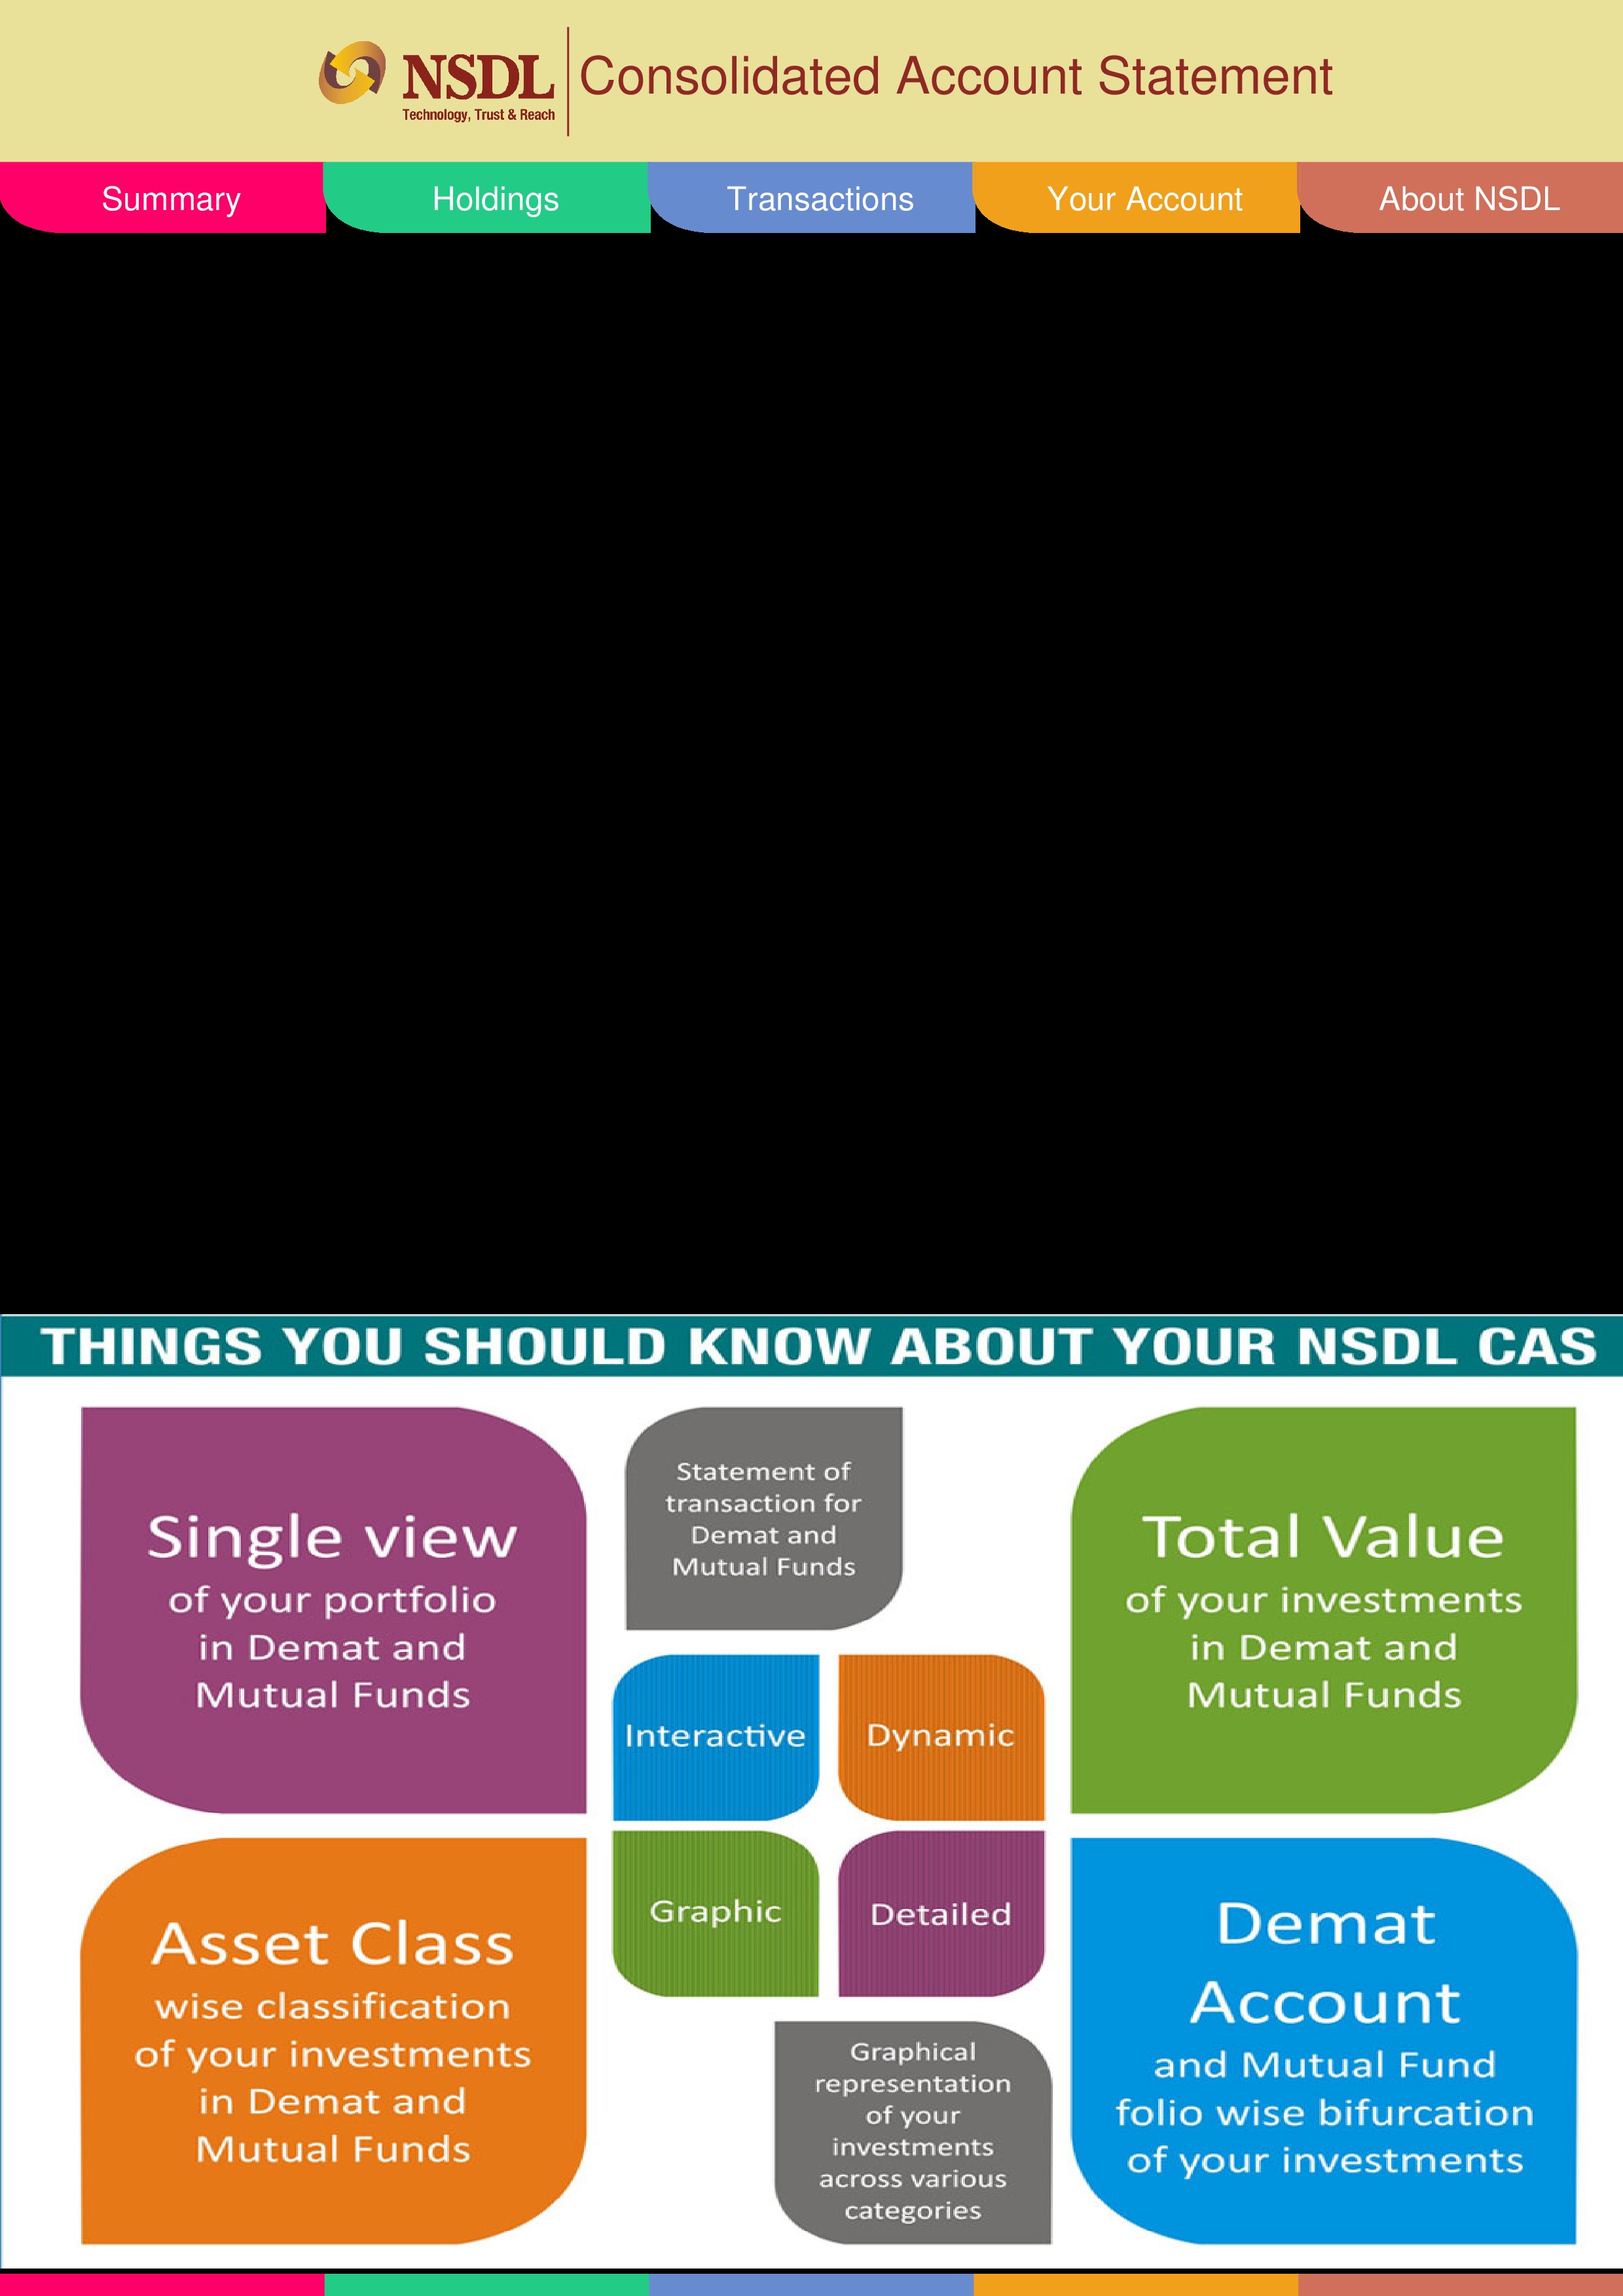 NSDL
Technology, Trust & Reach
Consolidated Account Statement
Summary
Holdings
Transactions
Your Account
About NSDL
THINGS YOU SHOULD KNOW ABOUT YOUR NSDL CAS
Single view
of your portfolio
in Demat and
Mutual Funds
Statement of
transaction for
Demat and
Mutual Funds
Total Value
of your investments
in Demat and
Mutual Funds
Interactive
Dynamic
Graphic
Detailed
Asset Class
wise classification
of your investments
in Demat and
Mutual Funds
Graphical
representation
of your
investments
across various
categories
Demat
Account
and Mutual Fund
folio wise bifurcation
of your investments